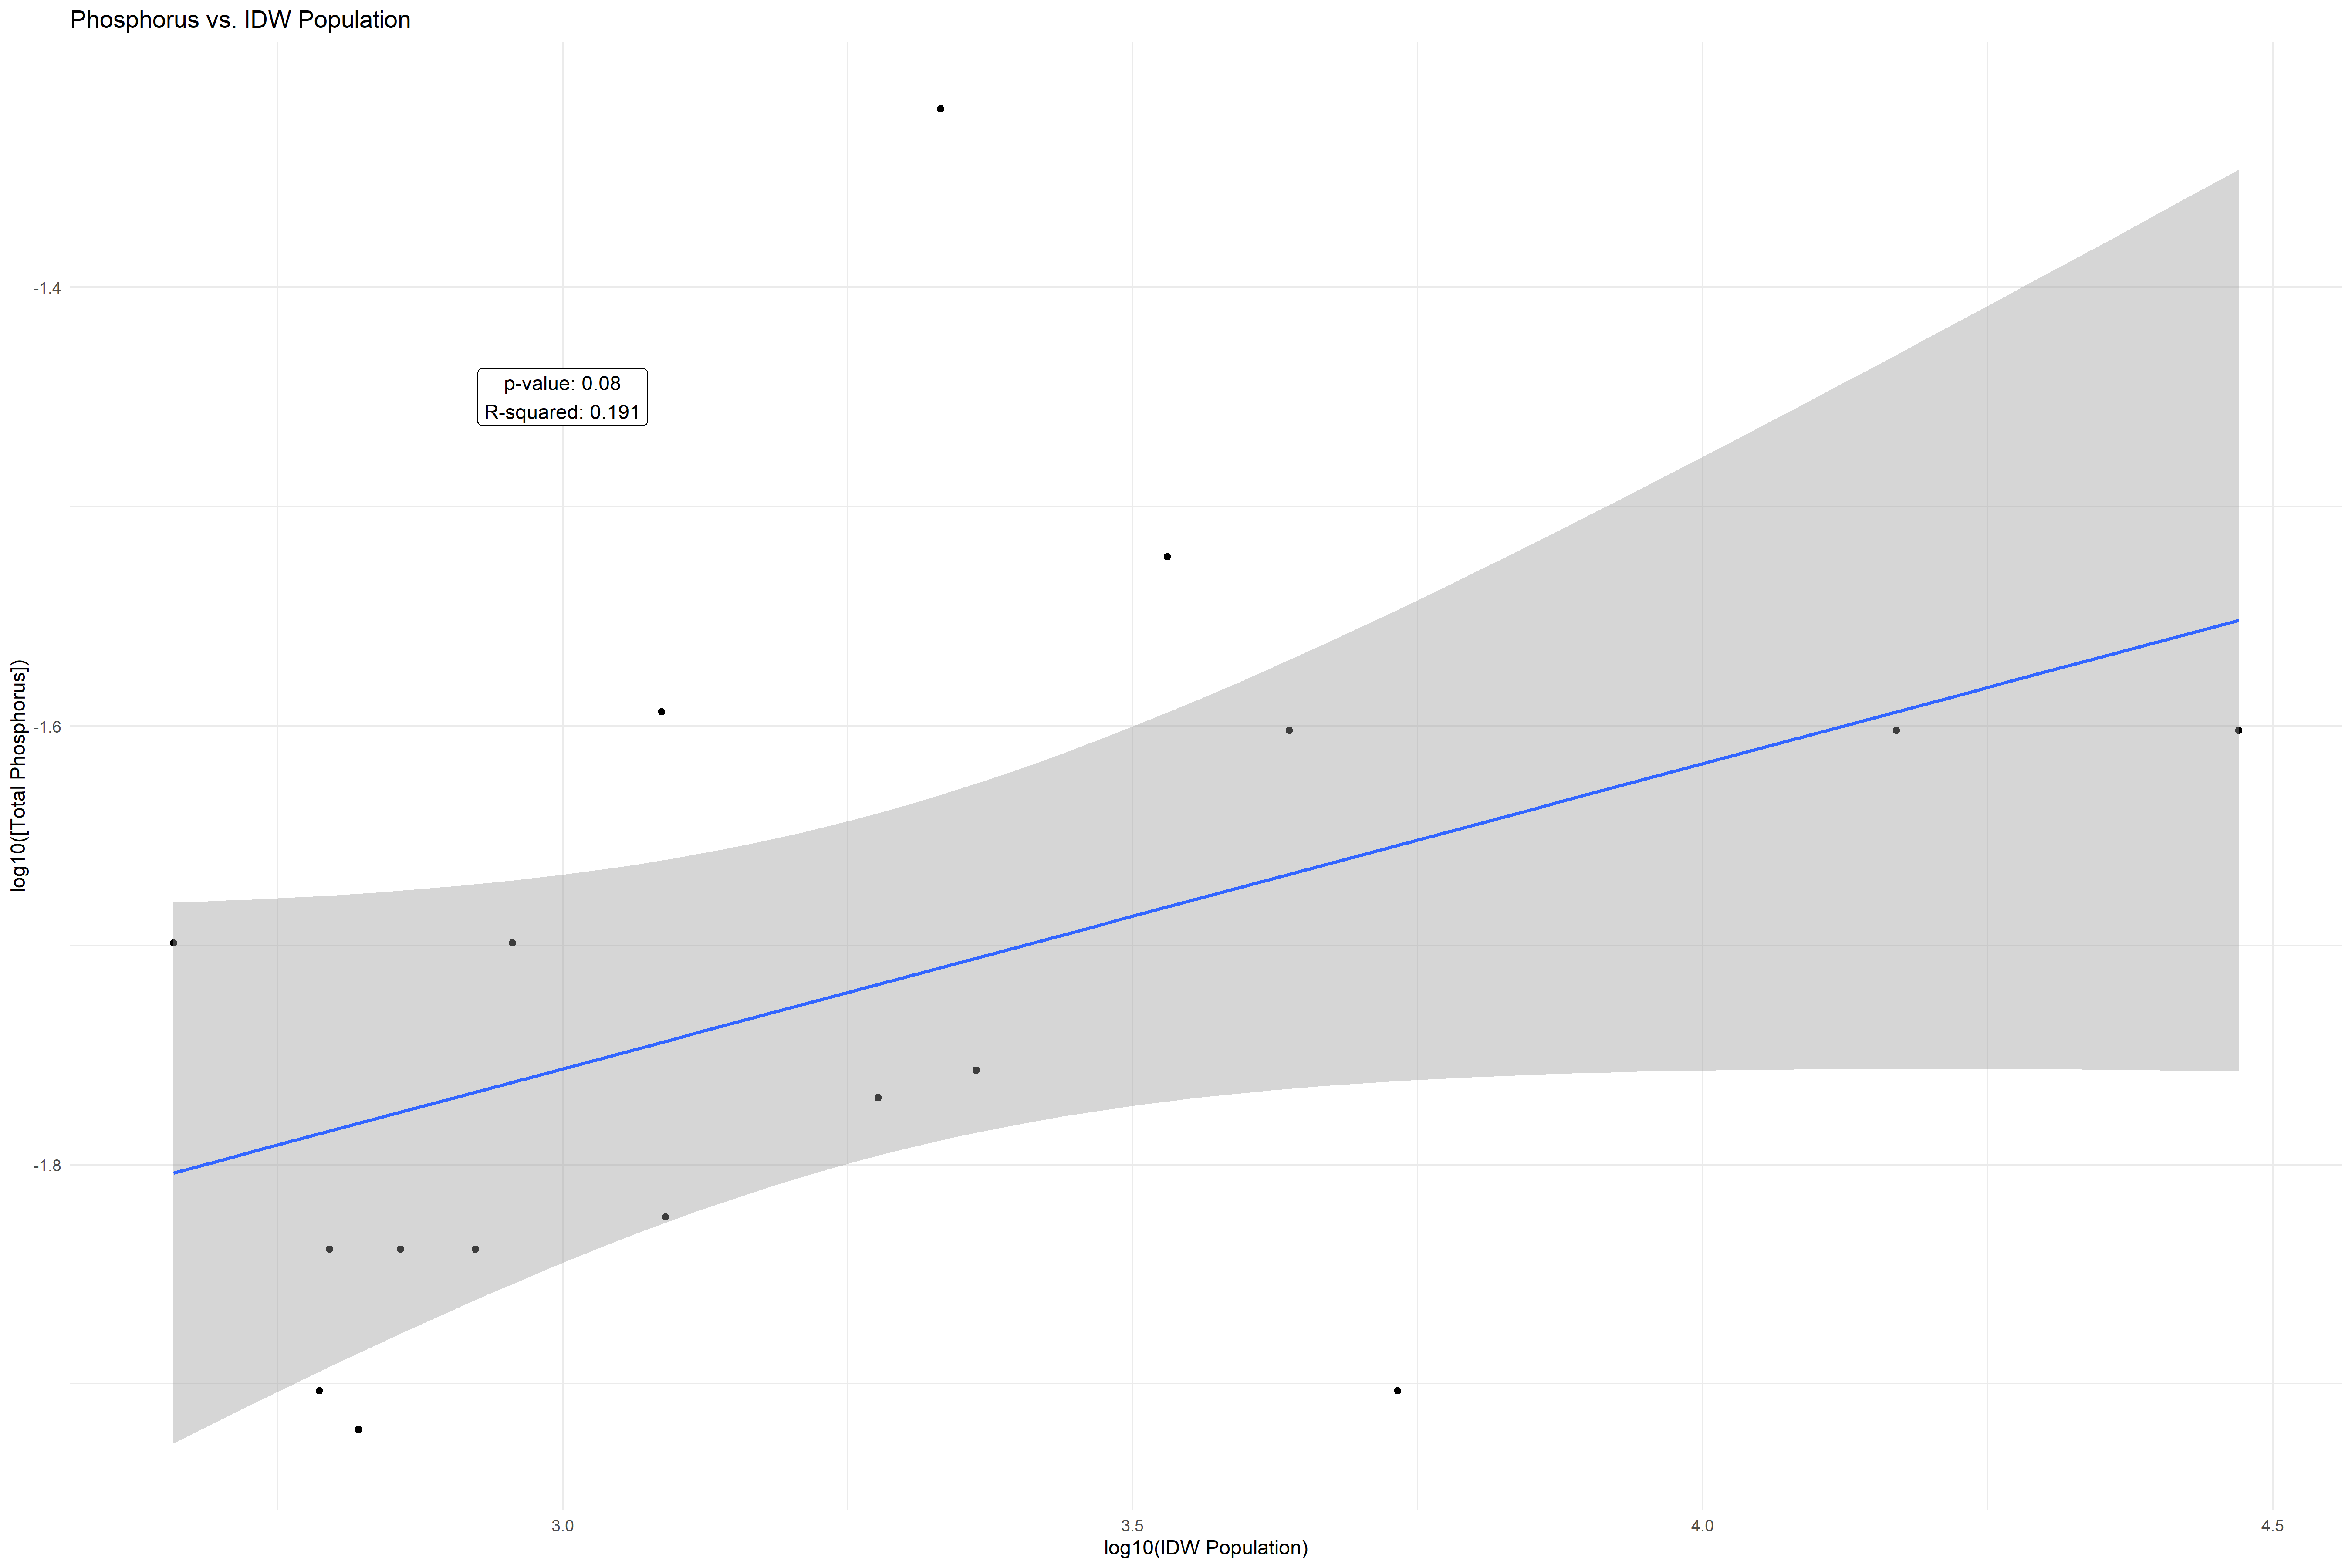 Phosphorus vs. IDW Population
log10([Total Phosphorus])
-1.4
-1.6
-1.8
p-value: 0.08
R-squared: 0.191
3.0
3.5
4.0
4.5
log10(IDW Population)